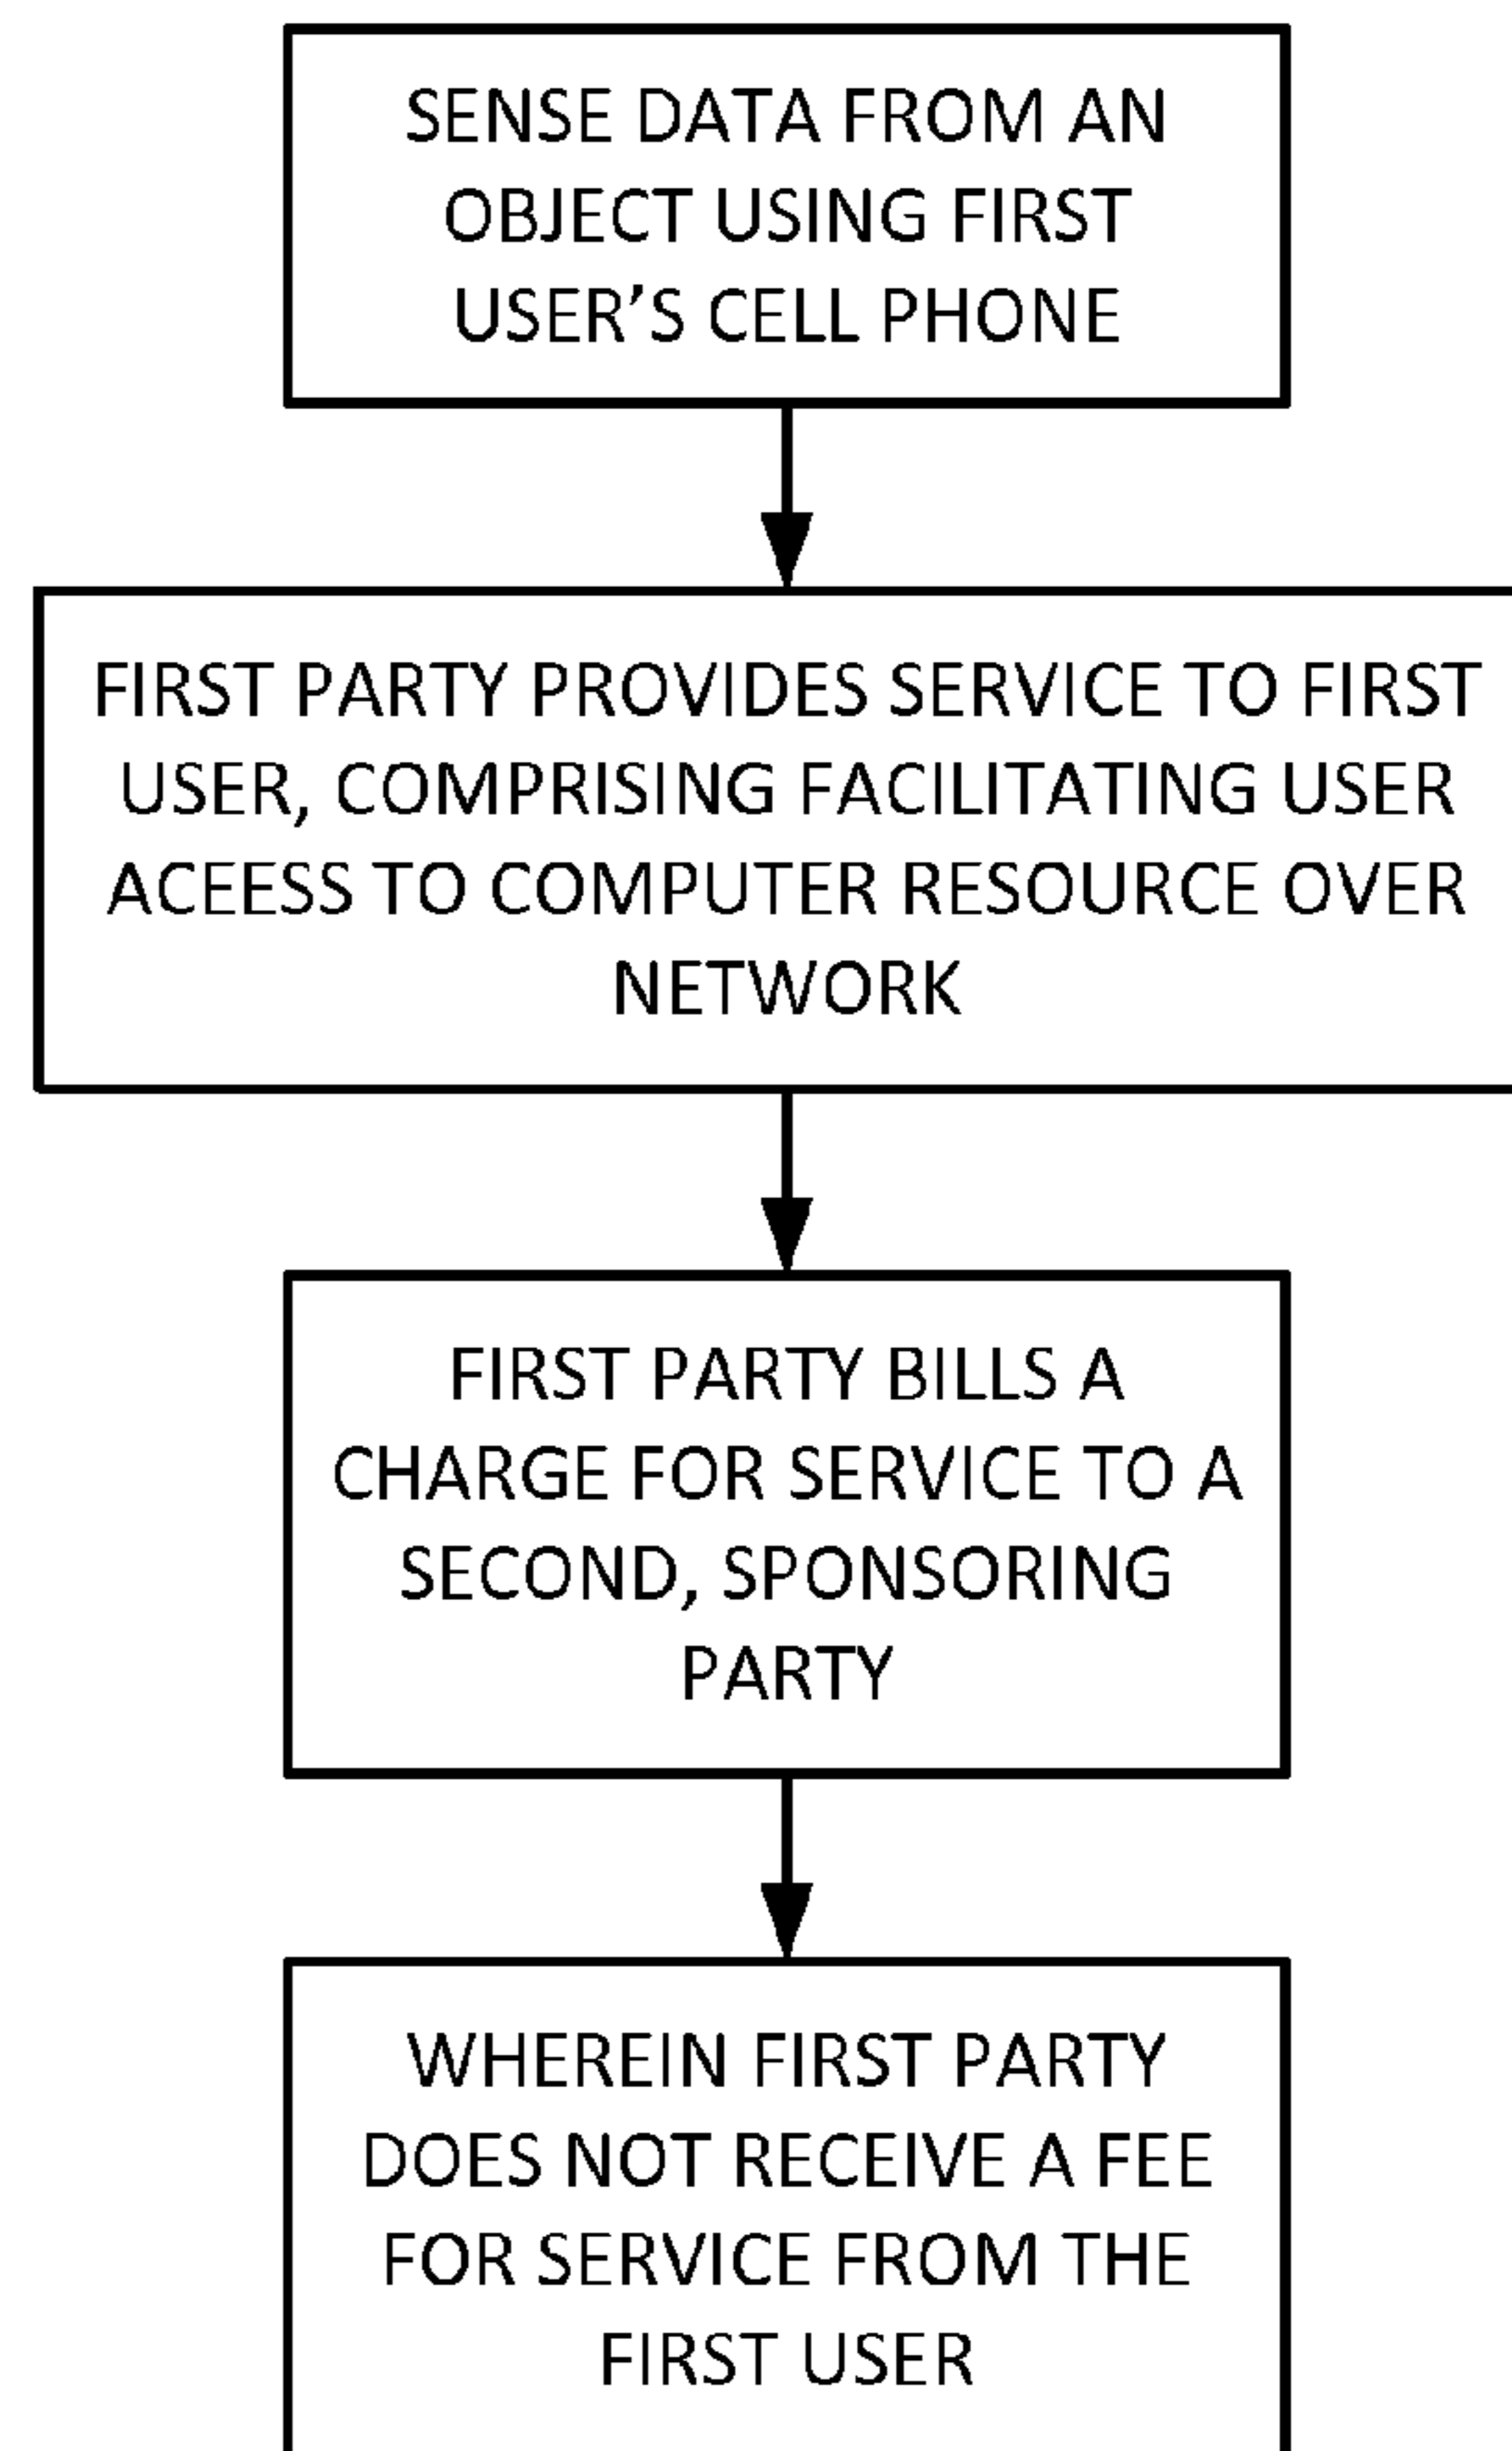 SENSE DATA FROM AN
OBJECT USING FIRST
USER’S CELL PHONE
FIRST PARTY PROVIDES SERVICE TO FIRST
USER, COMPRISING FACILITATING USER
ACEESS TO COMPUTER RESOURCE OVER
NETWORK
FIRST PARTY BILLS A
CHARGE FOR SERVICE TO A
SECOND, SPONSORING
PARTY
WHEREIN FIRST PARTY
DOES NOT RECEIVE A FEE
FOR SERVICE FROM THE
FIRST USER